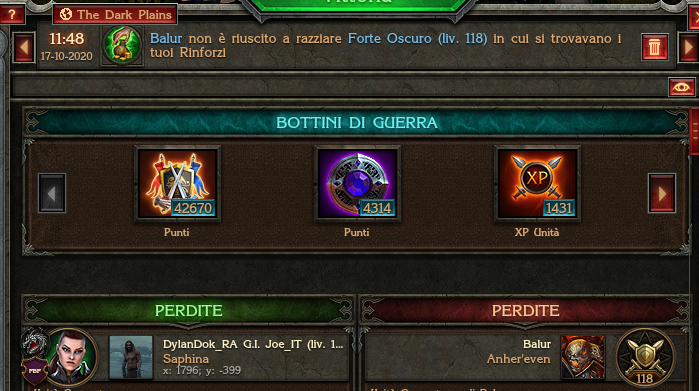 Vittoria
?
The Dark Plains
11:48
17-10-2020
Balur non è riuscito a razziare Forte Oscuro (liv. 118) in cui si trovavano i
tuoi Rinforzi
BOTTINI DI GUERRA
42670
4314
XP
1431
Punti
Punti
XP Unità
PERDITE
PERDITE
DylanDok_RA G.I. Joe_IT (liv. 1...
Saphina
x: 1796; y: -399
PBF
Balur
Anher'even
118